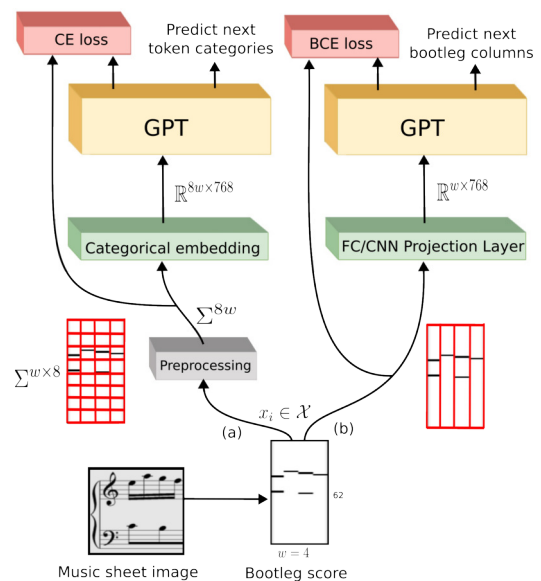 Predict next
token categories
Predict next
bootleg columns
CE loss
BCE loss
GPT
GPT
ℝ^{8w×768}
ℝ^{w×768}
Categorical embedding
FC/CNN Projection Layer
Σ^{8w}
Preprocessing
Σ^{w×8}
x_i ∈ 𝒳
(a)
(b)
62
w = 4
Music sheet image
Bootleg score